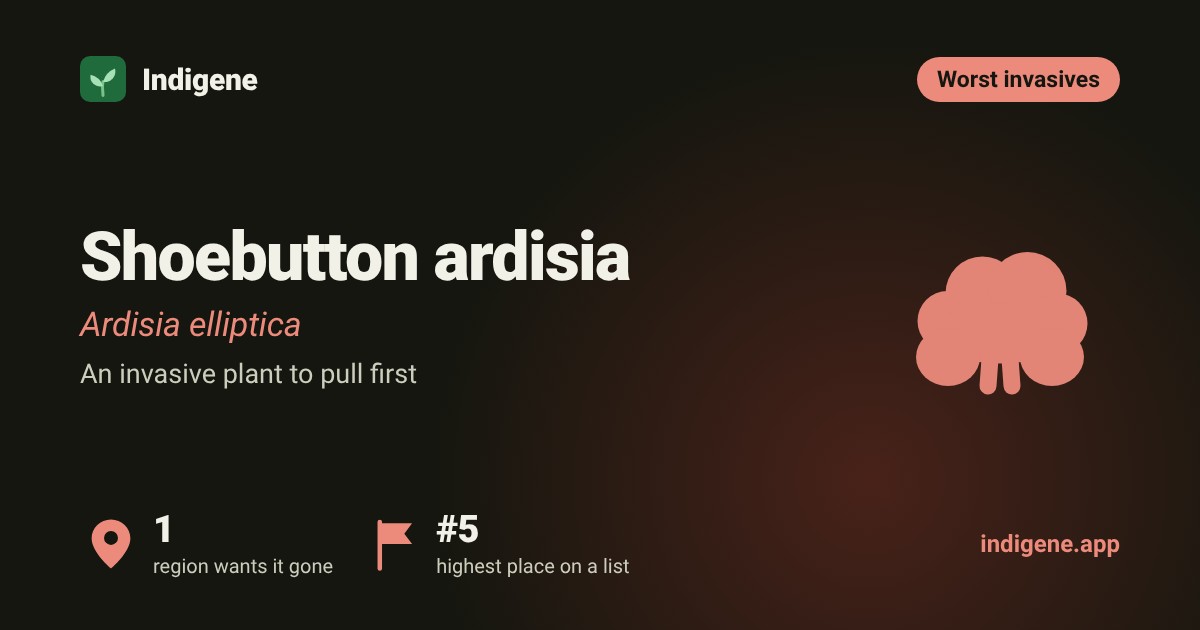 Indigene
Worst invasives
Shoebutton ardisia
Ardisia elliptica
An invasive plant to pull first
1
region wants it gone
#5
highest place on a list
indigene.app